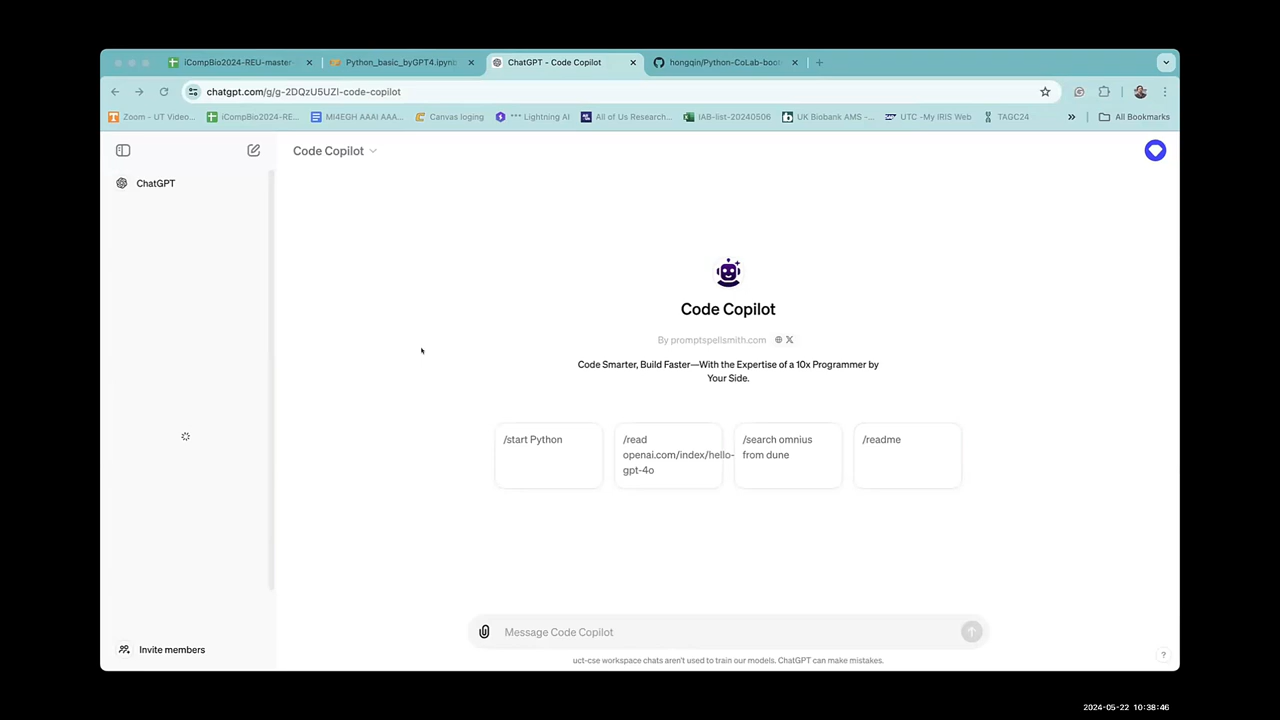 iCompBio2024-REU-master-
Python_basic_byGPT4.ipynb
ChatGPT - Code Copilot
hongqin/Python-CoLab-boot
chatgpt.com/g/g-2DQzU5UZl-code-copilot
Zoom - UT Video...
iCompBio2024-RE...
MI4EGH AAAi AAAI...
Canvas loging
*** Lightning AI
All of Us Research...
IAB-list-20240506
UK Biobank AMS -...
UTC -My IRIS Web
TAGC24
»
All Bookmarks
Code Copilot
ChatGPT
Code Copilot
By promptspellsmith.com
Code Smarter, Build Faster—With the Expertise of a 10x Programmer by
Your Side.
/start Python
/read
openai.com/index/hello-
gpt-4o
/search omnius
from dune
/readme
Message Code Copilot
Invite members
uct-cse workspace chats aren't used to train our models. ChatGPT can make mistakes.
?
2024-05-22 10:38:46